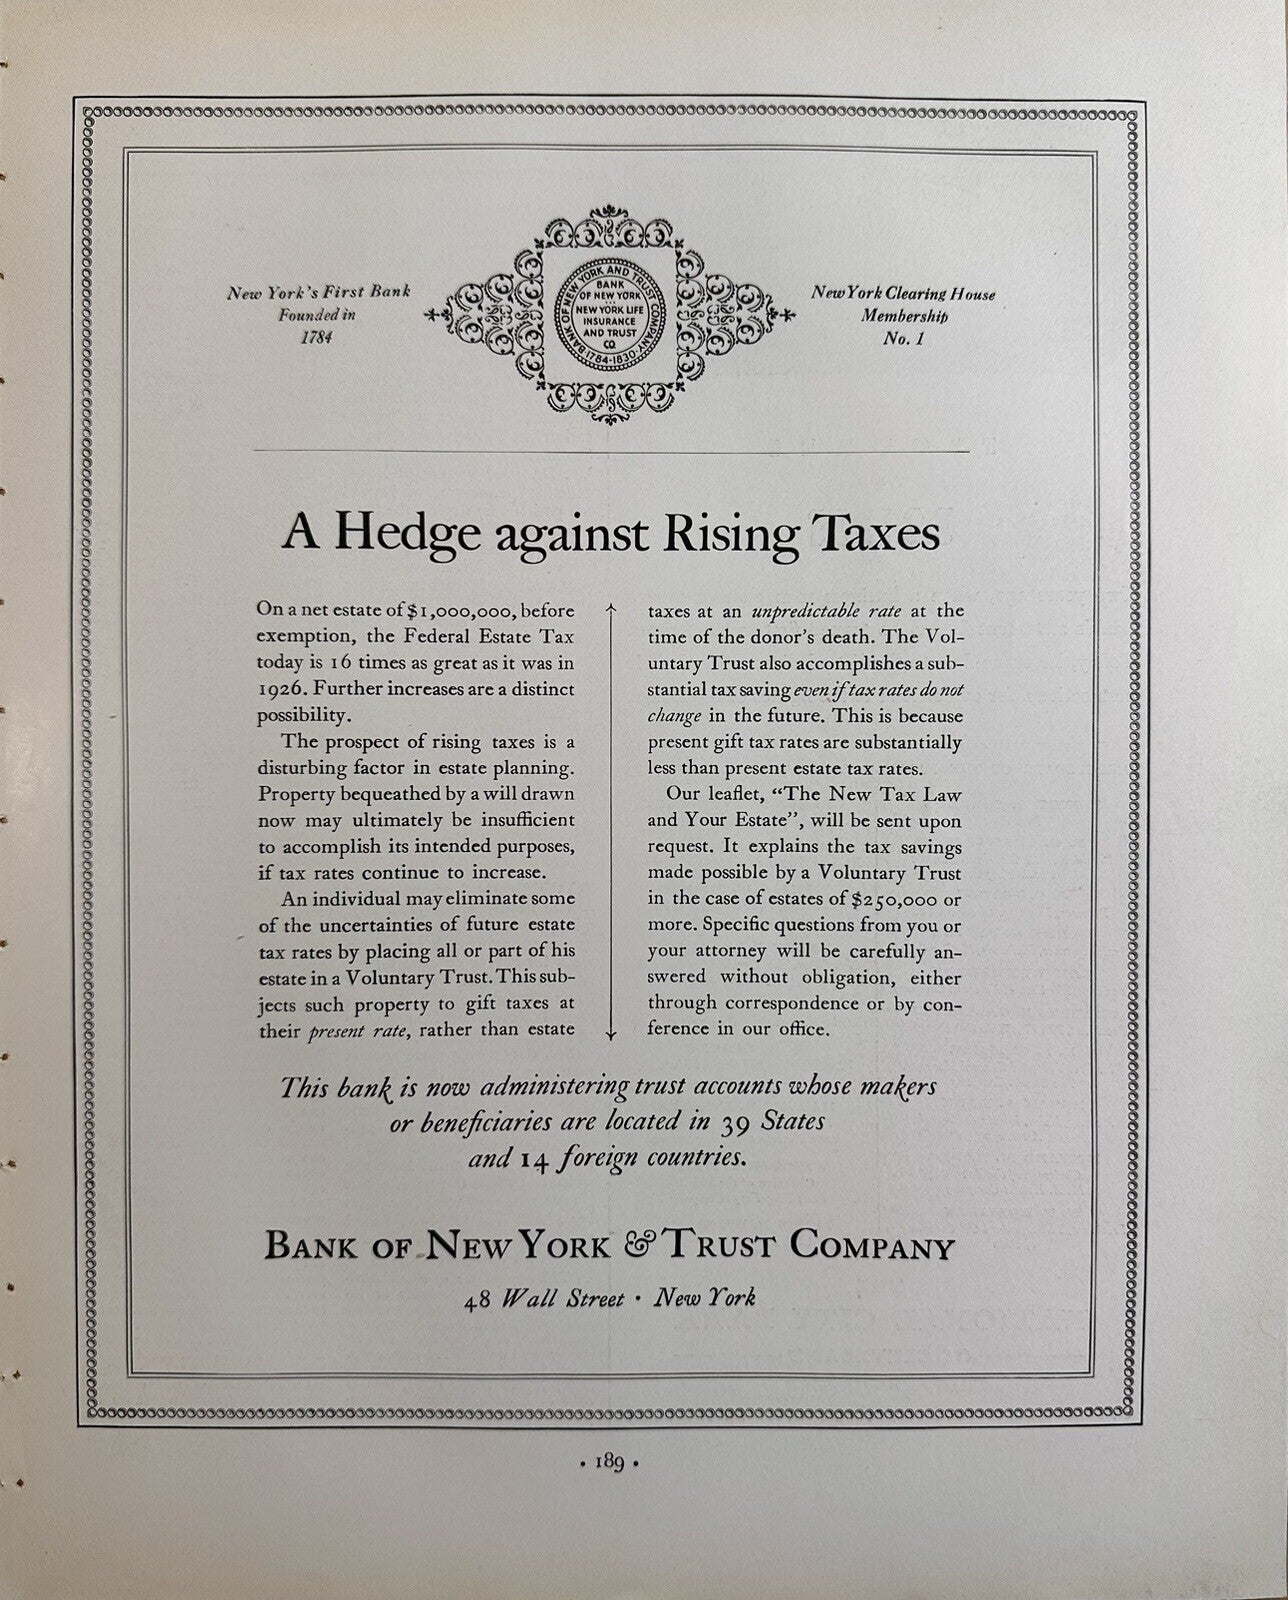 New York's First Bank
Founded in
1784
BANK OF NEW YORK AND TRUST COMPANY
BANK
OF NEW YORK
NEW YORK LIFE
INSURANCE
AND TRUST
CO.
·1784-1830·
New York Clearing House
Membership
No. 1
A Hedge against Rising Taxes
On a net estate of $1,000,000, before
exemption, the Federal Estate Tax
today is 16 times as great as it was in
1926. Further increases are a distinct
possibility.
The prospect of rising taxes is a
disturbing factor in estate planning.
Property bequeathed by a will drawn
now may ultimately be insufficient
to accomplish its intended purposes,
if tax rates continue to increase.
An individual may eliminate some
of the uncertainties of future estate
tax rates by placing all or part of his
estate in a Voluntary Trust. This sub-
jects such property to gift taxes at
their present rate, rather than estate
taxes at an unpredictable rate at the
time of the donor's death. The Vol-
untary Trust also accomplishes a sub-
stantial tax saving even if tax rates do not
change in the future. This is because
present gift tax rates are substantially
less than present estate tax rates.
Our leaflet, “The New Tax Law
and Your Estate”, will be sent upon
request. It explains the tax savings
made possible by a Voluntary Trust
in the case of estates of $250,000 or
more. Specific questions from you or
your attorney will be carefully an-
swered without obligation, either
through correspondence or by con-
ference in our office.
This bank is now administering trust accounts whose makers
or beneficiaries are located in 39 States
and 14 foreign countries.
BANK OF NEW YORK & TRUST COMPANY
48 Wall Street · New York
· 189 ·